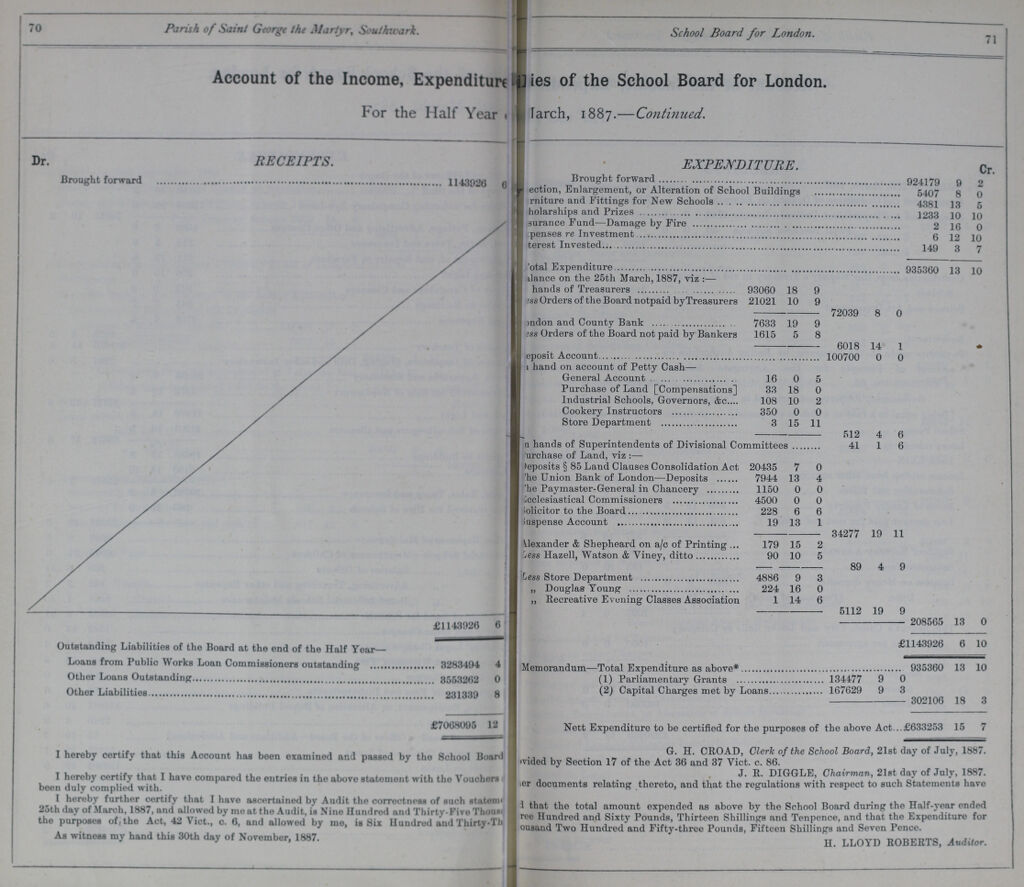 70
Parish of Saint George the Martyr, Southwark.
Account of the Income, Expenditure
For the Half Year
Dr.
RECEIPTS.
Brought forward 1143926 6
£1143926 6
Outstanding Liabilities of the Board at the end of the Half Year—
Loans from Public Works Loan Commissioners outstanding 3283494 4
Other Loans Outstanding 3553262 0
Other Liabilities 231339 8
£7068095 12
I hereby certify that this Account has been examined and passed by the School Board
I hereby certify that I have compared the entries in the above statement with the Vouchers
been duly complied with.
I hereby further certify that I have ascertained by Audit the correctness of such statem
25th day of March, 1887, and allowed by me at the Audit, is Nine Hundred and Thirty-Five Thous
the purposes of, the Act, 42 Vict., c. 6, and allowed by me, is Six Hundred and Thirty-Th
As witness my hand this 30th day of November, 1887.
School Board for London.
71
ies of the School Board for London.
arch, 1887.—Continued.
EXPENDITURE.
Cr.
Brought forward 924179 9 2
ection, Enlargement, or Alteration of School Buildings 5407 8 0
rniture and Fittings for New Schools 4381 13 5
holarships and Prizes 1233 10 10
surance Fund—Damage by Fire 2 16 0
penses re Investment 6 12 10
terest Invested 149 3 7
otal Expenditure 935360 13 10
lance on the 25th March, 1887, viz :—
hands of Treasurers 93060 18 9
ss Orders of the Board not paid by Treasurers 21021 10 9
72039 8 0
ondon and County Bank 7633 19 9
ss Orders of the Board not paid by Bankers 1615 5 8
6018 14 1
eposit Account 100700 0 0
hand on account of Petty Cash—
General Account 16 0 5
Purchase of Land [Compensations] 33 18 0
Industrial Schools, Governors, &c. 108 10 2
Cookery Instructors 350 0 0
Store Department 3 15 11
512 4 6
n hands of Superintendents of Divisional Committees 41 1 6
urchase of Land, viz :—
eposits § 85 Land Clauses Consolidation Act 20435 7 0
he Union Bank of London—Deposits 7944 13 4
he Paymaster-General in Chancery 1150 0 0
cclesiastical Commissioners 4500 0 0
olicitor to the Board 228 6 6
uspense Account 19 13 1
34277 19 11
Alexander & Shepheard on a/c of Printing 179 15 2
Less Hazell, Watson & Viney, ditto 90 10 5
89 4 9
Less Store Department 4886 9 3
„ Douglas Young 224 16 0
„ Recreative Evening Classes Association 1 14 6
5112 19 9
208565 13 0
£1143926 6 10
Memorandum—Total Expenditure as above* 935360 13 10
(1) Parliamentary Grants 134477 9 0
(2) Capital Charges met by Loans 167629 9 3
302106 18 3
Nett Expenditure to be certified for the purposes of the above Act...£633253 15 7
G. H. CROAD, Clerk of the School Board, 21st day of July, 1887.
vided by Section 17 of the Act 36 and 37 Vict. c. 86.
J. R. DIGGLE, Chairman, 21st day of July, 1887.
er documents relating thereto, and that the regulations with respect to such Statements have
d that the total amount expended as above by the School Board during the Half-year ended
ree Hundred and Sixty Pounds, Thirteen Shillings and Tenpence, and that the Expenditure for
ousand Two Hundred and Fifty-three Pounds, Fifteen Shillings and Seven Pence.
H. LLOYD ROBERTS, Auditor.